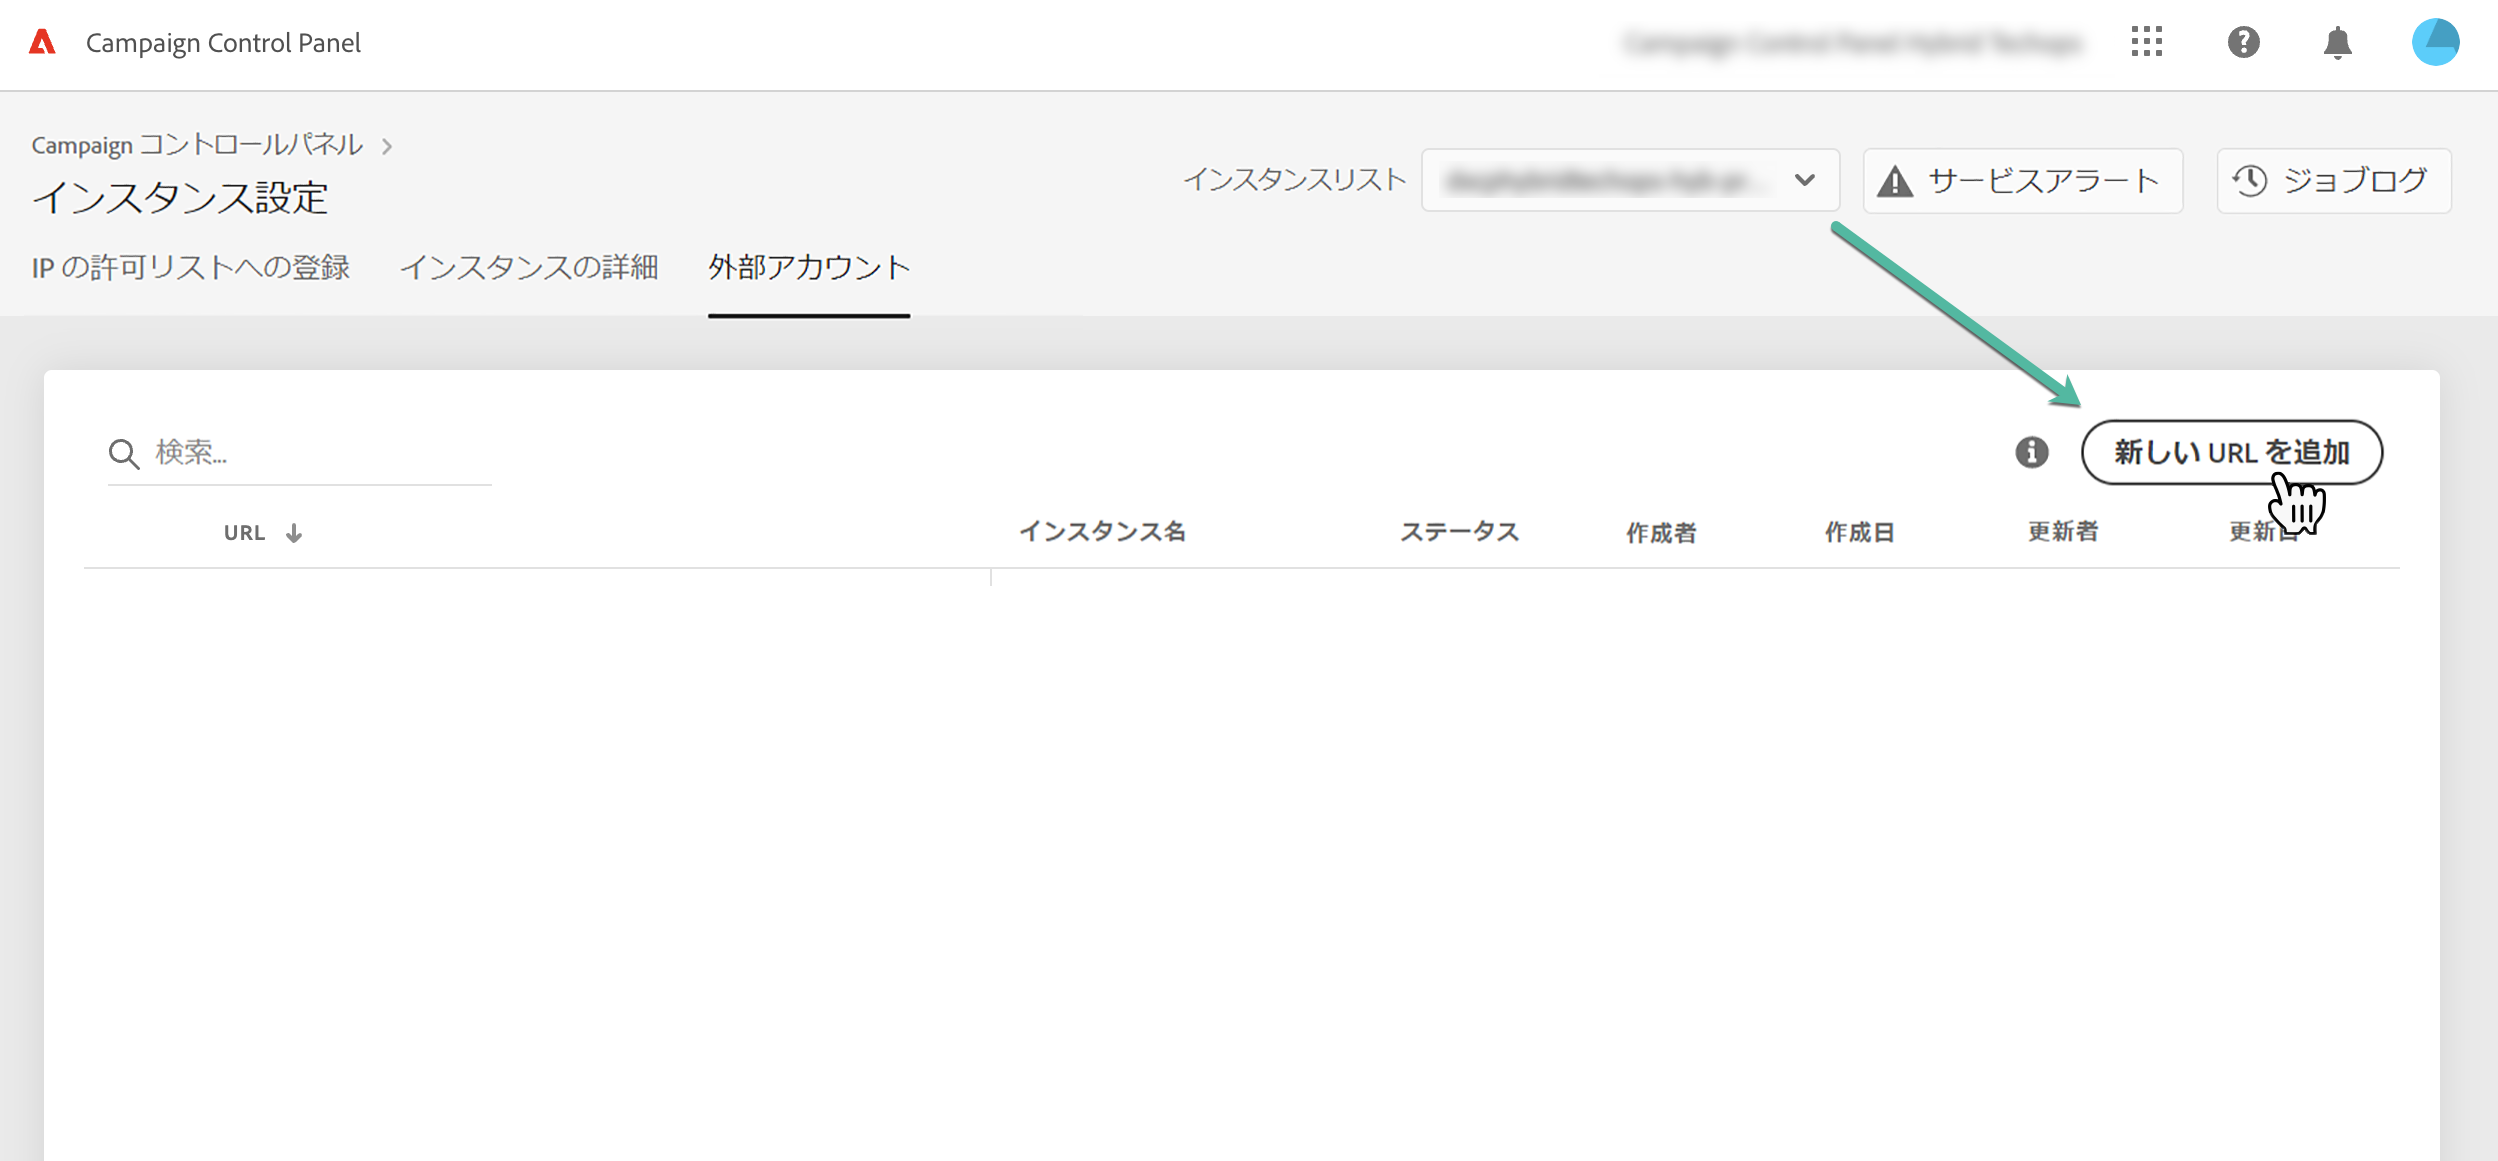 Campaign Control Panel
Campaign コントロールパネル
インスタンス設定
インスタンスリスト
サービスアラート
ジョブログ
IP の許可リストへの登録 インスタンスの詳細 外部アカウント
検索...
新しい URL を追加
URL インスタンス名 ステータス 作成者 作成日 更新者 更新日